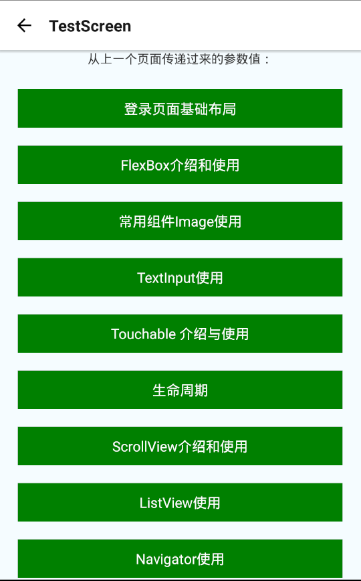 TestScreen
从上一个页面传递过来的参数值：
登录页面基础布局
FlexBox介绍和使用
常用组件Image使用
TextInput使用
Touchable 介绍与使用
生命周期
ScrollView介绍和使用
ListView使用
Navigator使用